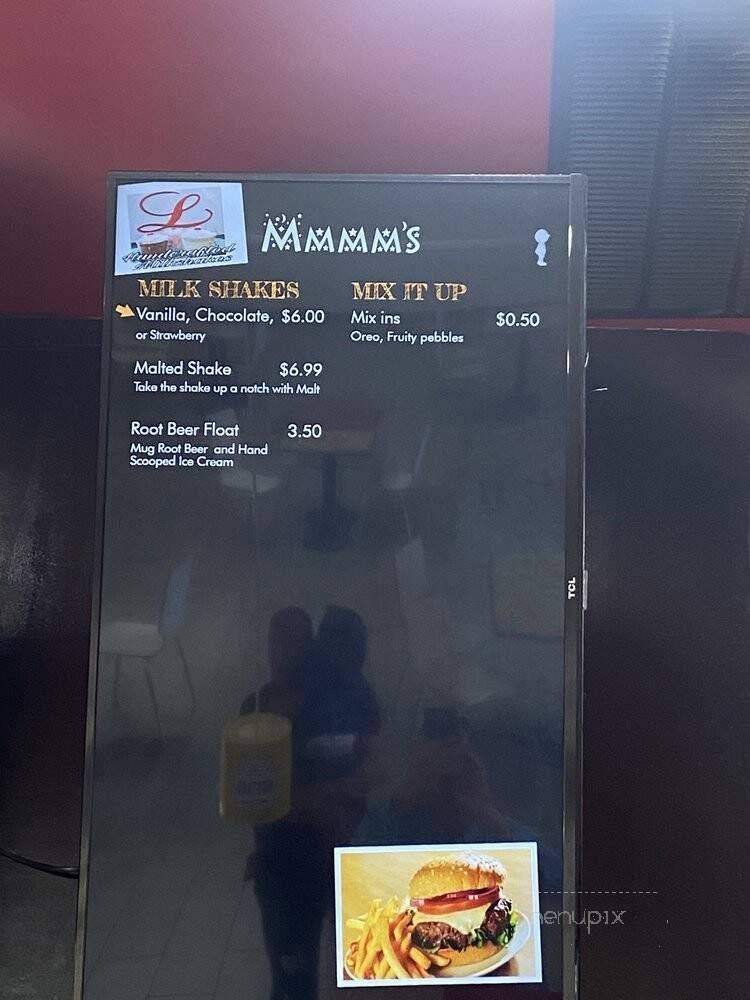 L
Handcrafted
Milkshakes
Mmmm's
MILK SHAKES
Vanilla, Chocolate, $6.00
or Strawberry
Malted Shake $6.99
Take the shake up a notch with Malt
Root Beer Float 3.50
Mug Root Beer and Hand
Scooped Ice Cream
MIX IT UP
Mix ins $0.50
Oreo, Fruity pebbles
TCL
menupix